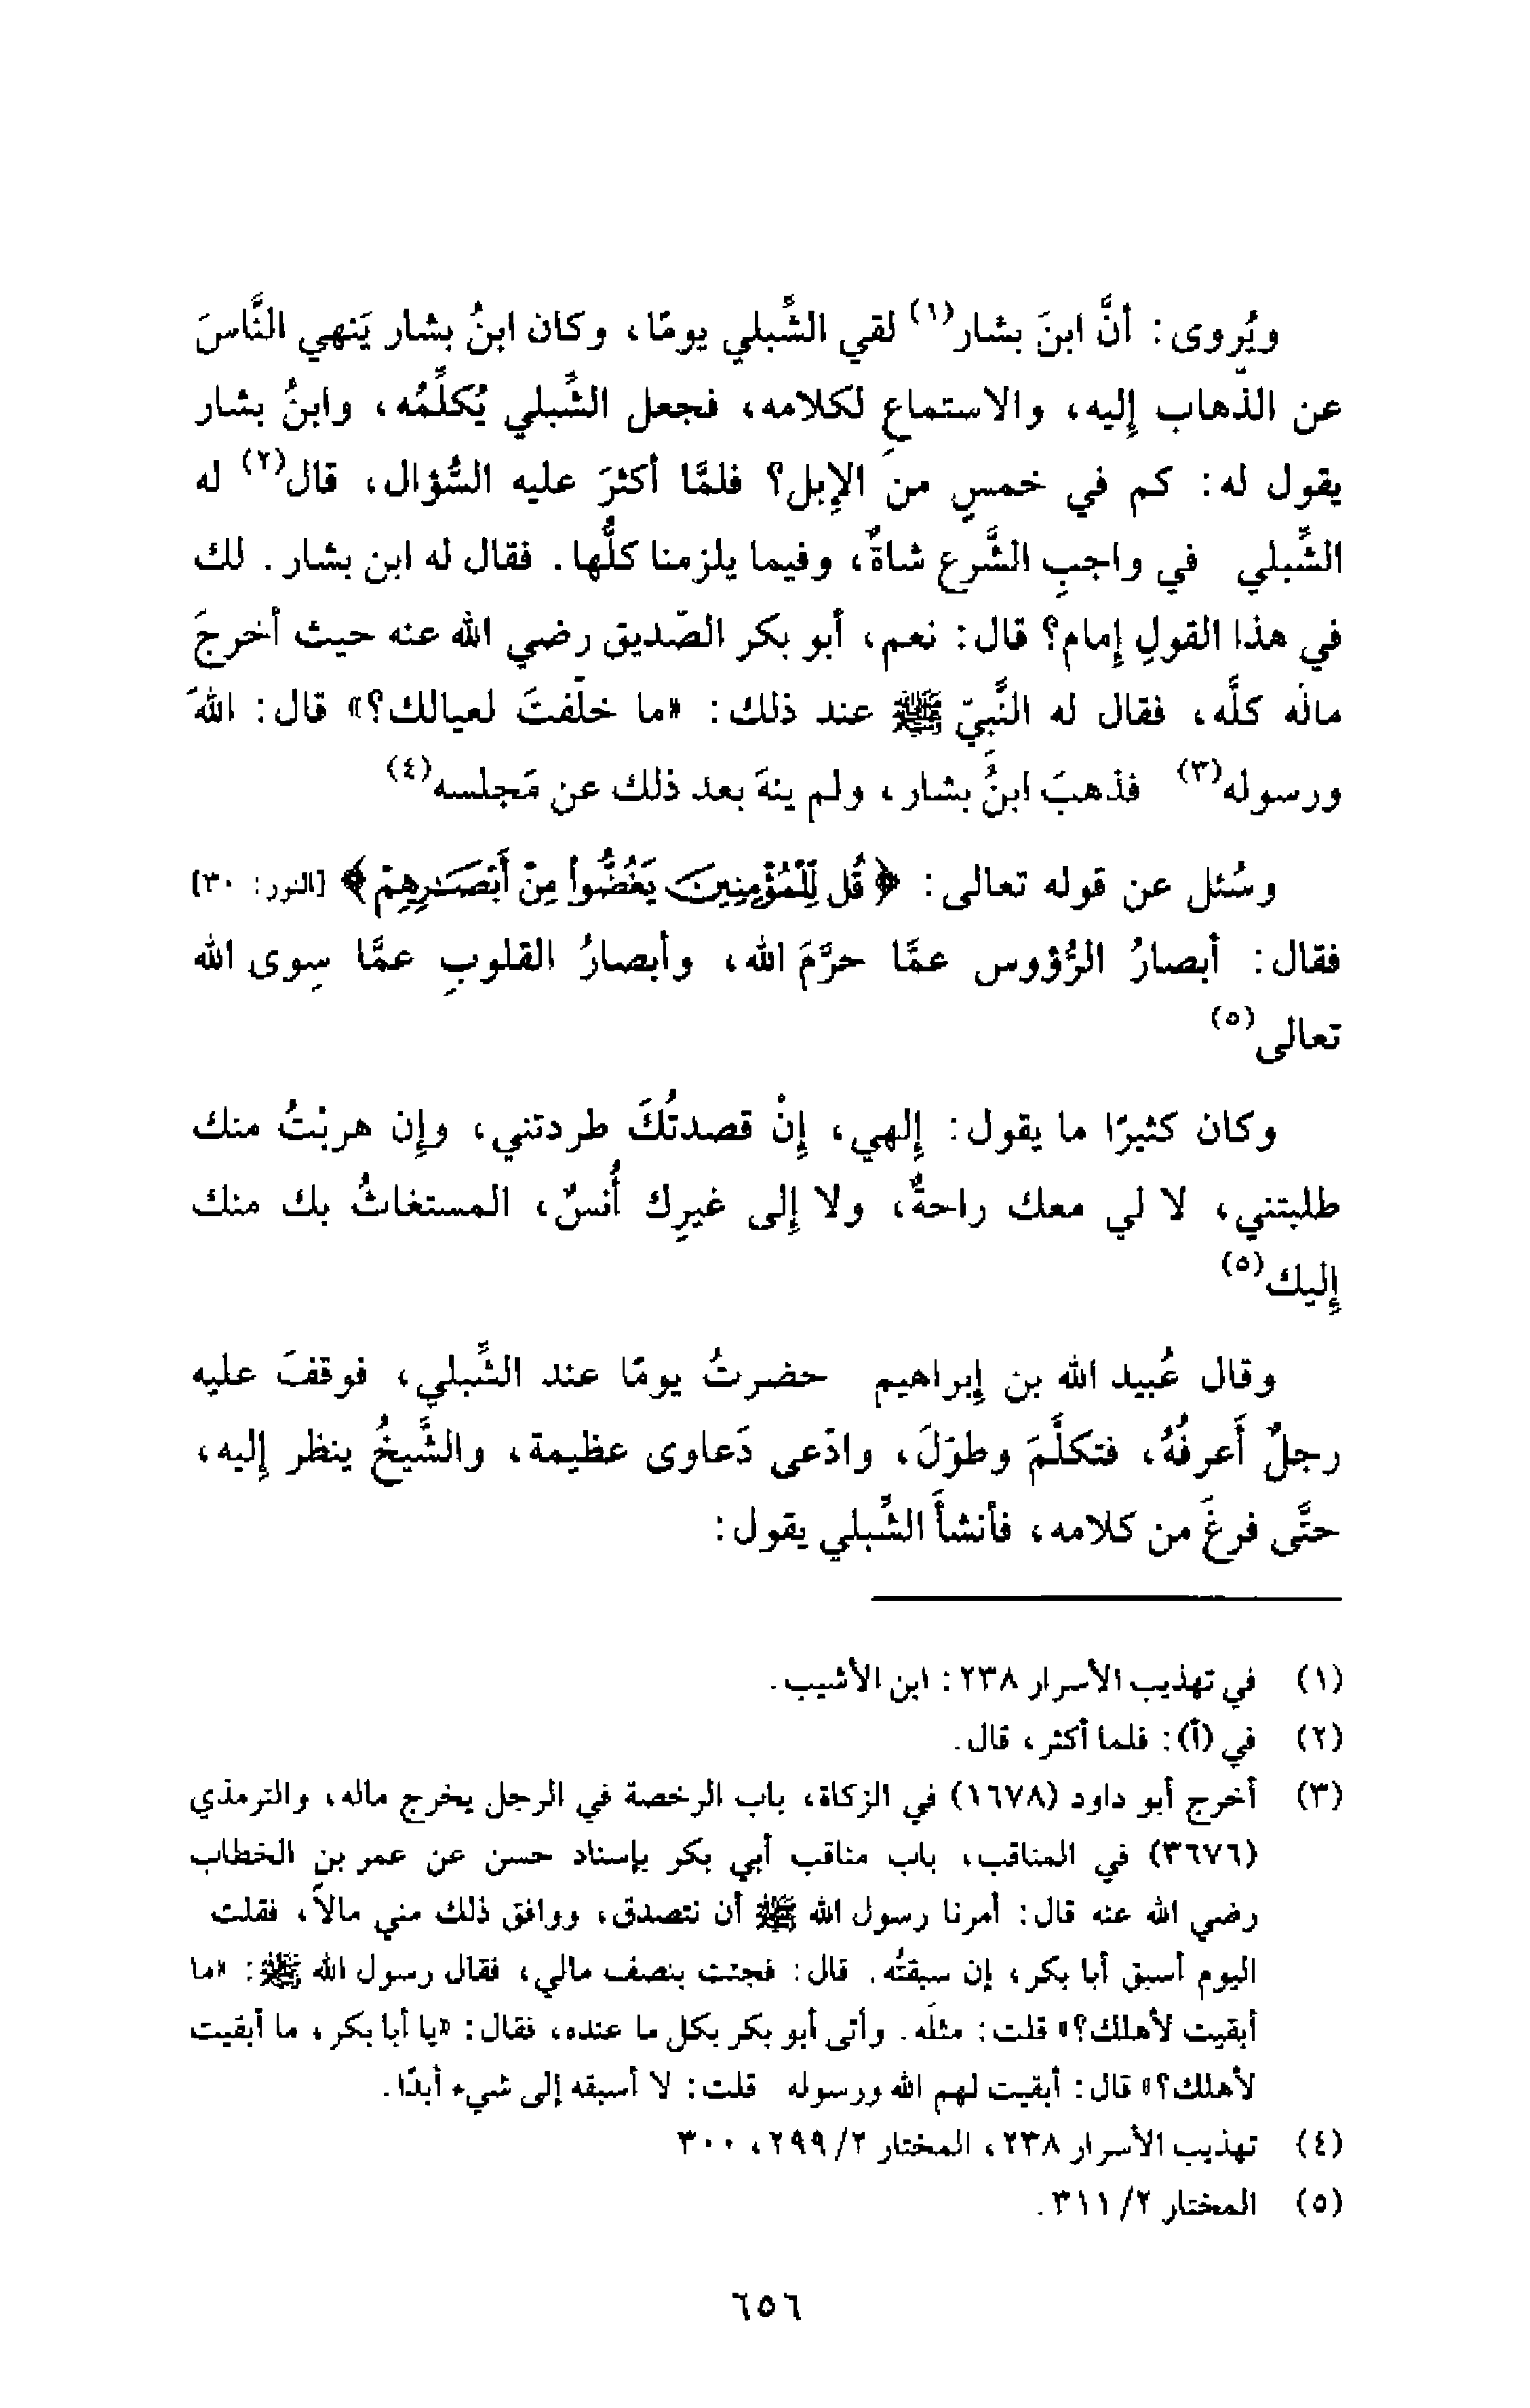 ويُروى : أنَّ ابنَ بشار(١) لقي الشِّبلي يومًا، وكان ابنُ بشار يَنهي النَّاسَ
عن الذهاب إليه، والاستماعِ لكلامه، فجعل الشِّبلي يُكلِّمُه، وابنُ بشار
يقول له: كم في خمسٍ من الإبل؟ فلمَّا أكثرَ عليه السُّؤال، قال(٢) له
الشِّبلي في واجبِ الشَّرع شاةٌ، وفيما يلزمنا كلُّها. فقال له ابن بشار. لك
في هذا القولِ إمام؟ قال: نعم، أبو بكر الصّديق رضي الله عنه حيث أخرجَ
مالَه كلَّه، فقال له النَّبيّ ﷺ عند ذلك: «ما خلّفتَ لعيالك؟» قال: اللهَ
ورسوله(٣) فذهبَ ابنُ بشار، ولم ينهَ بعد ذلك عن مَجلسه(٤)
وسُئل عن قوله تعالى: ﴿قُل لِّلْمُؤْمِنِينَ يَغُضُّوا۟ مِنْ أَبْصَـٰرِهِمْ﴾ [النور: ٣٠]
فقال: أبصارُ الرُّؤوس عمَّا حرَّمَ الله، وأبصارُ القلوبِ عمَّا سِوى الله
تعالى(٥)
وكان كثيرًا ما يقول: إلهي، إنْ قصدتُكَ طردتني، وإن هربْتُ منك
طلبتني، لا لي معك راحةٌ، ولا إلى غيرِك أُنسٌ، المستغاثُ بك منك
إليك(٥)
وقال عُبيد الله بن إبراهيم حضرتُ يومًا عند الشِّبلي، فوقفَ عليه
رجلٌ أَعرفُهُ، فتكلَّمَ وطوّلَ، وادّعى دَعاوى عظيمة، والشَّيخُ ينظر إليه،
حتَّى فرغَ من كلامه، فأنشأَ الشِّبلي يقول:
(١) في تهذيب الأسرار ٢٣٨ : ابن الأشيب.
(٢) في (أ): فلما أكثر، قال.
(٣) أخرج أبو داود (١٦٧٨) في الزكاة، باب الرخصة في الرجل يخرج ماله، والترمذي
(٣٦٧٦) في المناقب، باب مناقب أبي بكر بإسناد حسن عن عمر بن الخطاب
رضي الله عنه قال: أمرنا رسول الله ﷺ أن نتصدق، ووافق ذلك مني مالاً، فقلت
اليوم أسبق أبا بكر، إن سبقتُه. قال: فجئت بنصف مالي، فقال رسول الله ﷺ: «ما
أبقيت لأهلك؟» قلت: مثلَه. وأتى أبو بكر بكل ما عنده، فقال: «يا أبا بكر، ما أبقيت
لأهلك؟» قال: أبقيت لهم الله ورسوله قلت: لا أسبقه إلى شيء أبدًا.
(٤) تهذيب الأسرار ٢٣٨، المختار ٢/ ٢٩٩، ٣٠٠
(٥) المختار ٢/ ٣١١.
٦٥٦